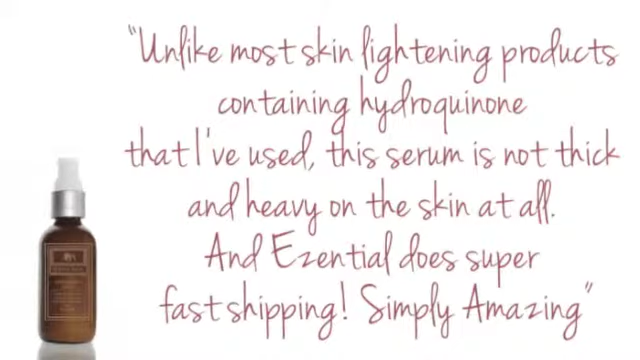 "Unlike most skin lightening products
containing hydroquinone
that I've used, this serum is not thick
and heavy on the skin at all.
And Ezential does super
fast shipping! Simply Amazing"